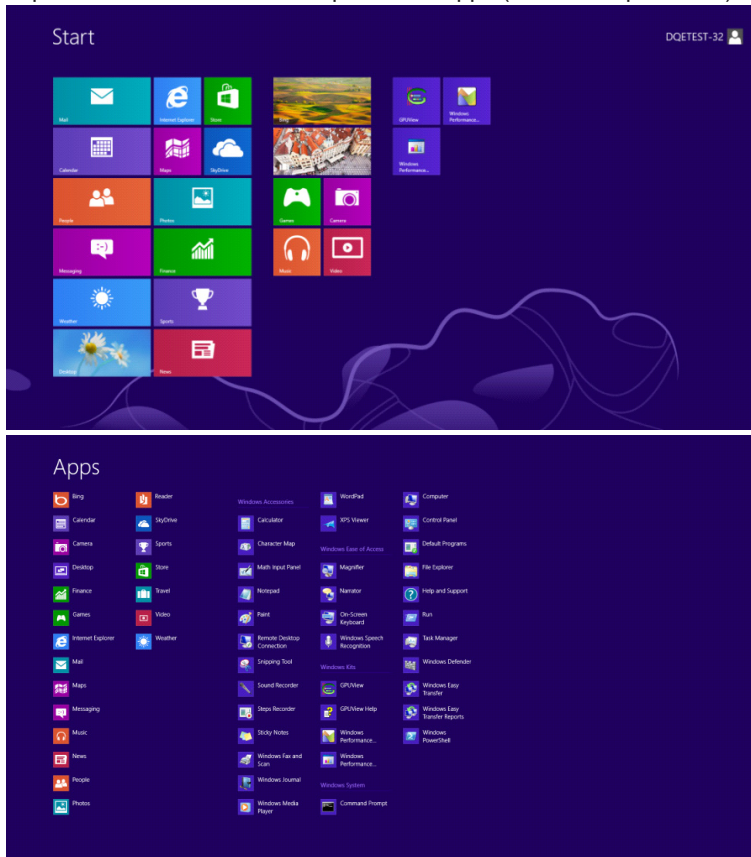 Start
DQETEST-32
Mail
Internet Explorer
Store
Calendar
Maps
SkyDrive
People
Photos
Messaging
:-)
Finance
Weather
Sports
Desktop
News
Bing
Games
Camera
Music
Video
GPUView
Windows
Performance...
Windows
Performance...
Apps
Bing
Calendar
Camera
Desktop
Finance
Games
Internet Explorer
Mail
Maps
Messaging
Music
News
People
Photos
Reader
SkyDrive
Sports
Store
Travel
Video
Weather
Windows Accessories
Calculator
Character Map
Math Input Panel
Notepad
Paint
Remote Desktop
Connection
Snipping Tool
Sound Recorder
Steps Recorder
Sticky Notes
Windows Fax and
Scan
Windows Journal
Windows Media
Player
WordPad
XPS Viewer
Windows Ease of Access
Magnifier
Narrator
On-Screen
Keyboard
Windows Speech
Recognition
Windows Kits
GPUView
GPUView Help
Windows
Performance...
Windows
Performance...
Windows System
Command Prompt
Computer
Control Panel
Default Programs
File Explorer
Help and Support
Run
Task Manager
Windows Defender
Windows Easy
Transfer
Windows Easy
Transfer Reports
Windows
PowerShell